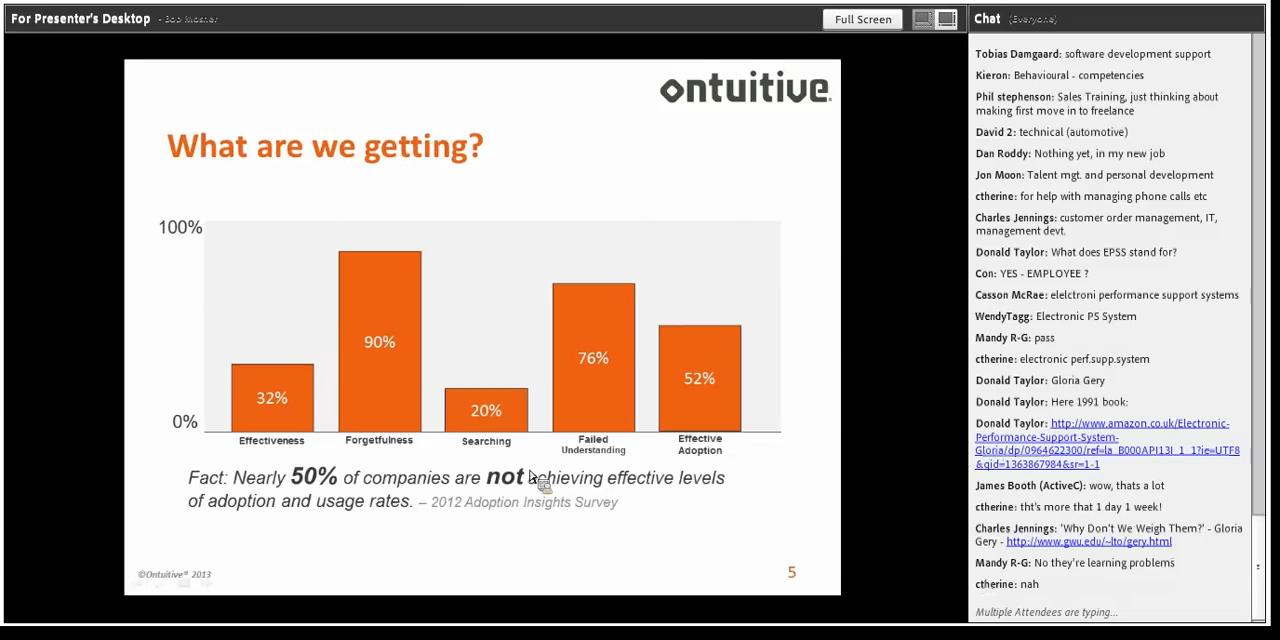 For Presenter's Desktop - Bob Mosher
Full Screen
ontuitive
What are we getting?
100%
0%
32%
90%
20%
76%
52%
Effectiveness
Forgetfulness
Searching
Failed
Understanding
Effective
Adoption
Fact: Nearly 50% of companies are not achieving effective levels
of adoption and usage rates. – 2012 Adoption Insights Survey
©Ontuitive® 2013
5
Chat (Everyone)
Tobias Damgaard: software development support
Kieron: Behavioural - competencies
Phil stephenson: Sales Training, just thinking about
making first move in to freelance
David 2: technical (automotive)
Dan Roddy: Nothing yet, in my new job
Jon Moon: Talent mgt. and personal development
ctherine: for help with managing phone calls etc
Charles Jennings: customer order management, IT,
management devt.
Donald Taylor: What does EPSS stand for?
Con: YES - EMPLOYEE ?
Casson McRae: elelctroni performance support systems
WendyTagg: Electronic PS System
Mandy R-G: pass
ctherine: electronic perf.supp.system
Donald Taylor: Gloria Gery
Donald Taylor: Here 1991 book:
Donald Taylor: http://www.amazon.co.uk/Electronic-
Performance-Support-System-
Gloria/dp/0964622300/ref=la_B000API13I_1_1?ie=UTF8
&qid=1363867984&sr=1-1
James Booth (ActiveC): wow, thats a lot
ctherine: tht's more that 1 day 1 week!
Charles Jennings: 'Why Don't We Weigh Them?' - Gloria
Gery - http://www.gwu.edu/~lto/gery.html
Mandy R-G: No they're learning problems
ctherine: nah
Multiple Attendees are typing...